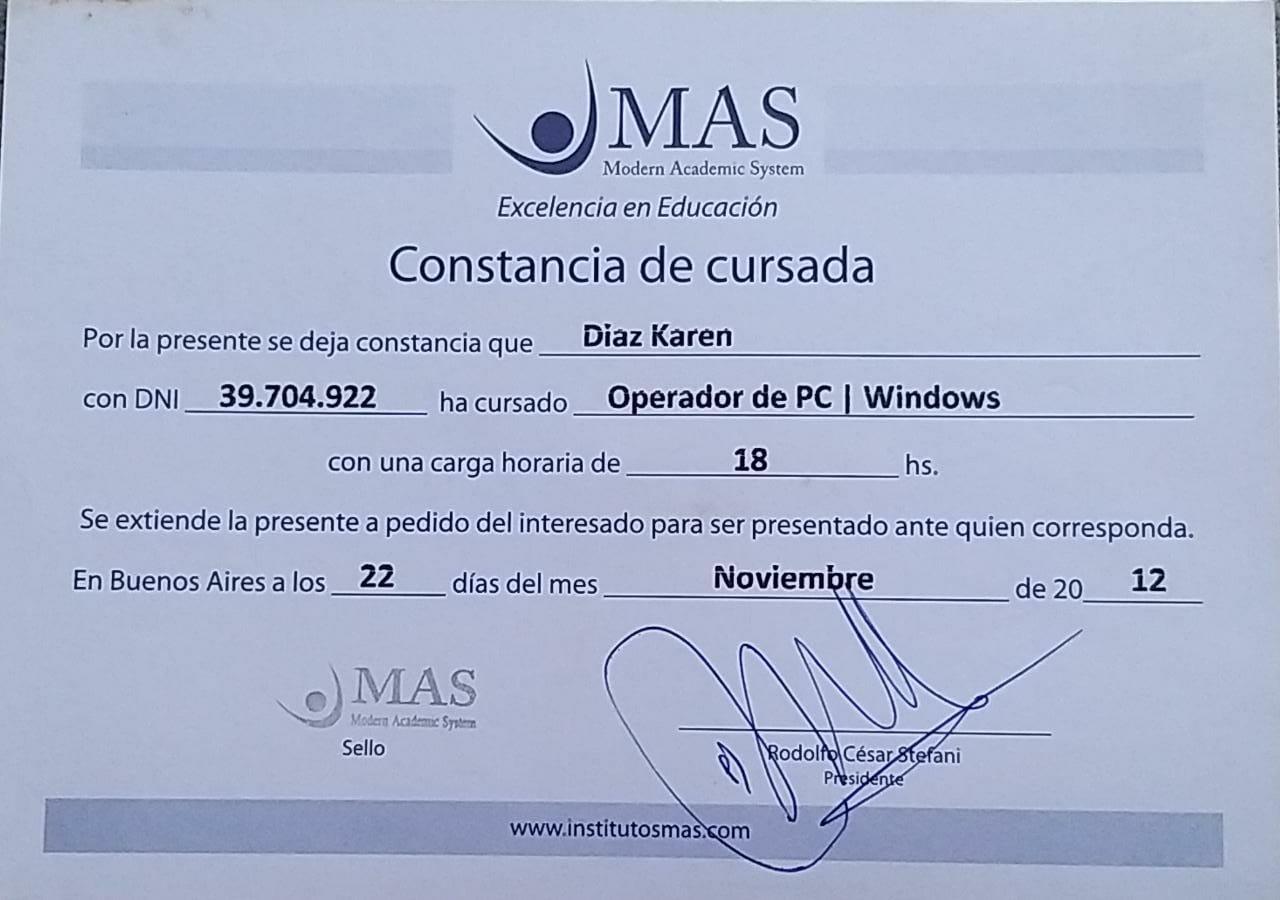 MAS
Modern Academic System
Excelencia en Educación
Constancia de cursada
Por la presente se deja constancia que Diaz Karen
con DNI 39.704.922 ha cursado Operador de PC | Windows
con una carga horaria de 18 hs.
Se extiende la presente a pedido del interesado para ser presentado ante quien corresponda.
En Buenos Aires a los 22 días del mes Noviembre de 20 12
MAS
Modern Academic System
Sello
Rodolfo César Stefani
Presidente
www.institutosmas.com